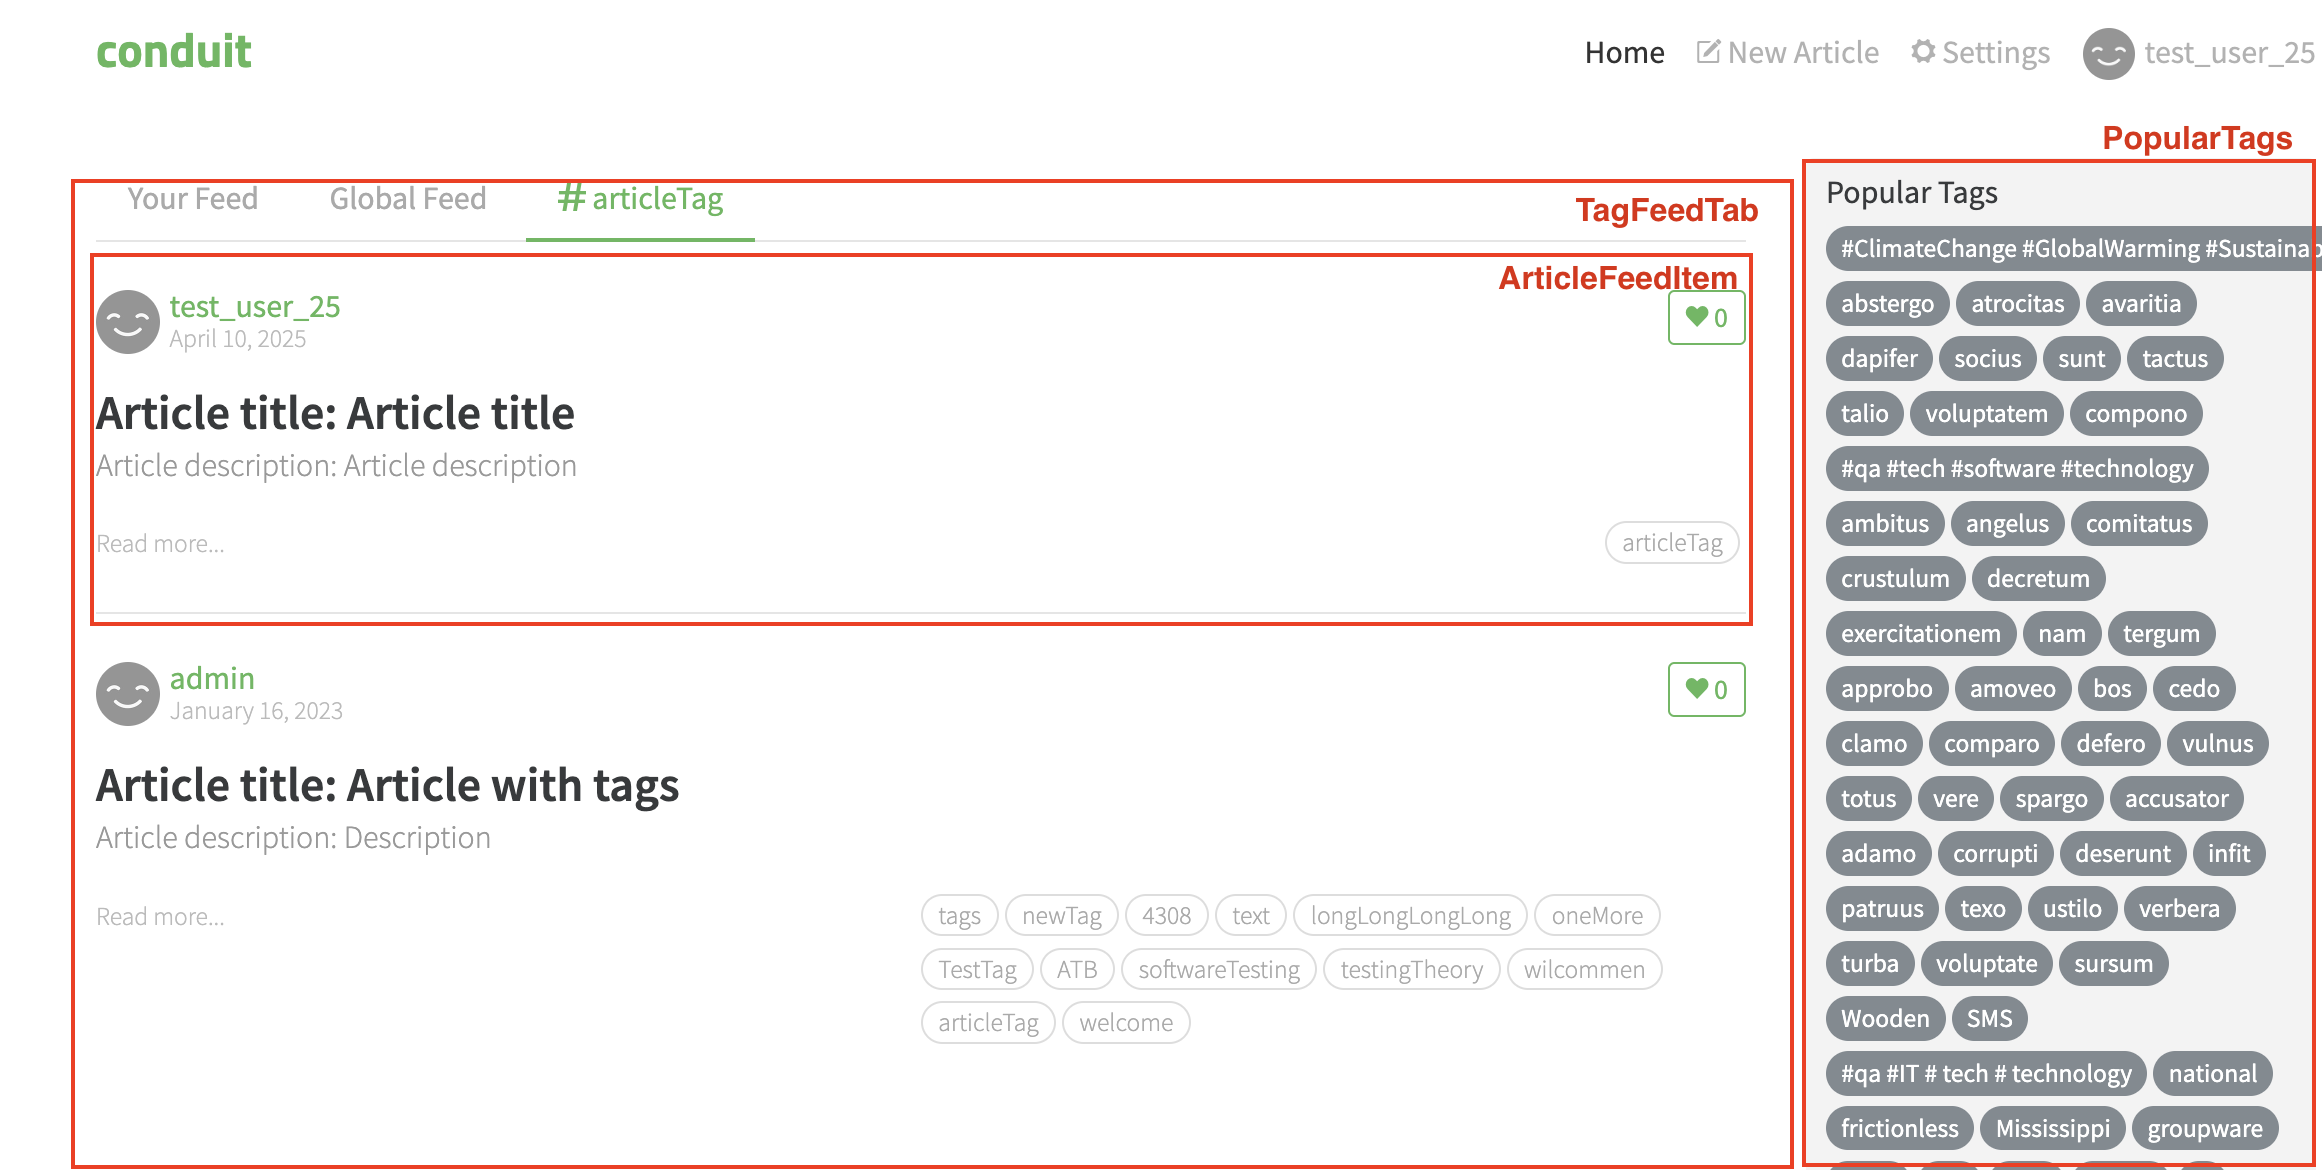 conduit
Home New Article Settings test_user_25
PopularTags
Your Feed Global Feed # articleTag
TagFeedTab
ArticleFeedItem
test_user_25
April 10, 2025
0
Article title: Article title
Article description: Article description
Read more...
articleTag
admin
January 16, 2023
0
Article title: Article with tags
Article description: Description
Read more...
tags newTag 4308 text longLongLongLong oneMore
TestTag ATB softwareTesting testingTheory wilcommen
articleTag welcome
Popular Tags
#ClimateChange #GlobalWarming #Sustainab
abstergo atrocitas avaritia
dapifer socius sunt tactus
talio voluptatem compono
#qa #tech #software #technology
ambitus angelus comitatus
crustulum decretum
exercitationem nam tergum
approbo amoveo bos cedo
clamo comparo defero vulnus
totus vere spargo accusator
adamo corrupti deserunt infit
patruus texo ustilo verbera
turba voluptate sursum
Wooden SMS
#qa #IT # tech # technology national
frictionless Mississippi groupware